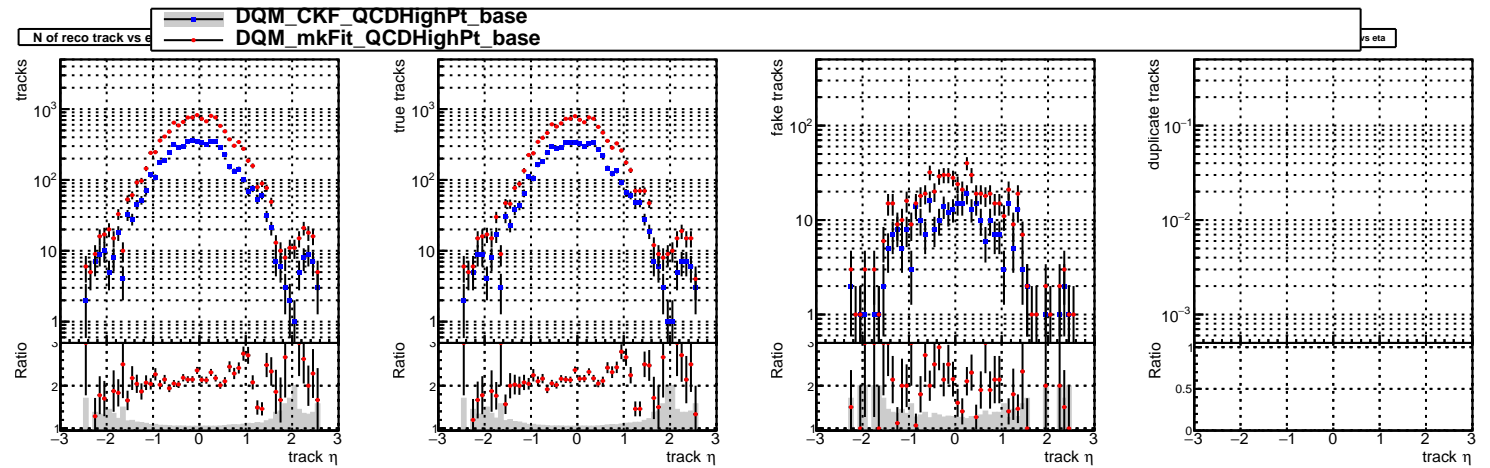 DQM_CKF_QCDHighPt_base
DQM_mkFit_QCDHighPt_base
N of reco track vs e
vs eta
tracks
10³
10²
10
1
3
Ratio
2
1
−3 −2 −1 0 1 2 3
track η
true tracks
10³
10²
10
1
3
Ratio
2
1
−3 −2 −1 0 1 2 3
track η
fake tracks
10²
10
1
3
Ratio
2
1
−3 −2 −1 0 1 2 3
track η
duplicate tracks
10⁻¹
10⁻²
10⁻³
Ratio
1
0.5
0
−3 −2 −1 0 1 2 3
track η